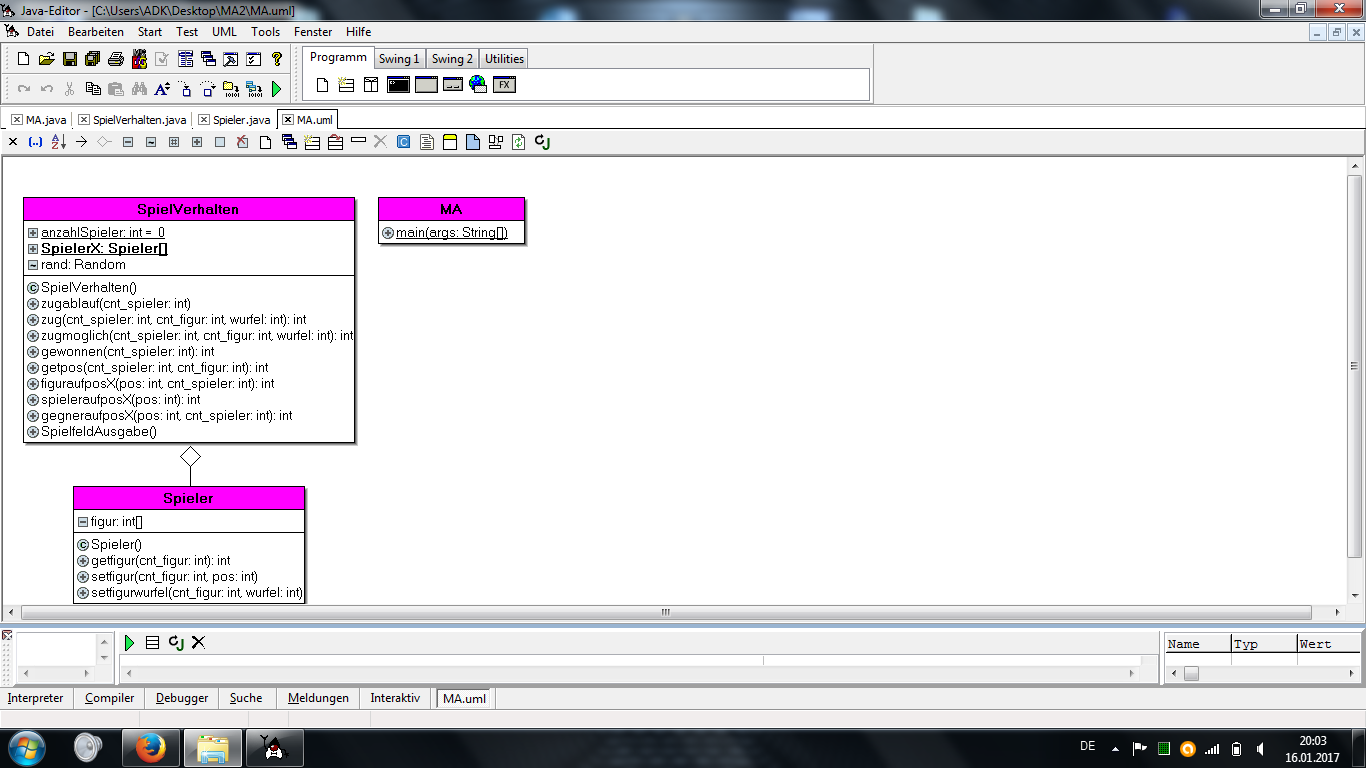 Java-Editor - [C:\Users\ADK\Desktop\MA2\MA.uml]
Datei Bearbeiten Start Test UML Tools Fenster Hilfe
Programm Swing 1 Swing 2 Utilities
FX
MA.java SpielVerhalten.java Spieler.java MA.uml
SpielVerhalten
anzahlSpieler: int = 0
SpielerX: Spieler[]
rand: Random
SpielVerhalten()
zugablauf(cnt_spieler: int)
zug(cnt_spieler: int, cnt_figur: int, wurfel: int): int
zugmoglich(cnt_spieler: int, cnt_figur: int, wurfel: int): int
gewonnen(cnt_spieler: int): int
getpos(cnt_spieler: int, cnt_figur: int): int
figuraufposX(pos: int, cnt_spieler: int): int
spieleraufposX(pos: int): int
gegneraufposX(pos: int, cnt_spieler: int): int
SpielfeldAusgabe()
MA
main(args: String[])
Spieler
figur: int[]
Spieler()
getfigur(cnt_figur: int): int
setfigur(cnt_figur: int, pos: int)
setfigurwurfel(cnt_figur: int, wurfel: int)
Name Typ Wert
Interpreter Compiler Debugger Suche Meldungen Interaktiv MA.uml
DE
20:03
16.01.2017